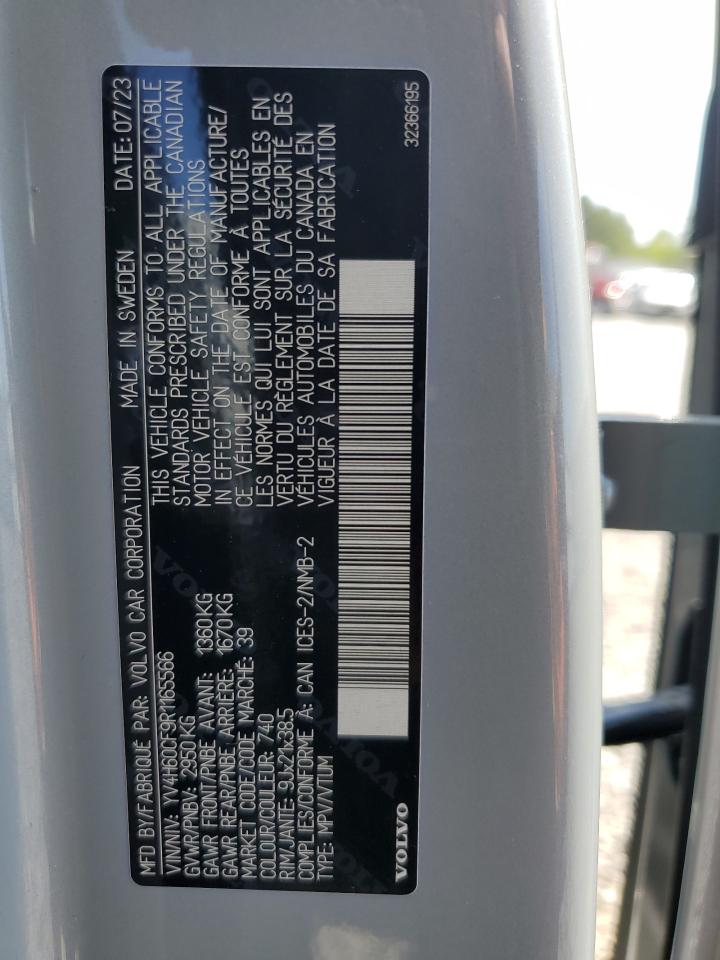 MFD BY/FABRIQUÉ PAR: VOLVO CAR CORPORATION MADE IN SWEDEN DATE: 07/23
VIN/NIV: YV4H60CF9R1165566
GVWR/PNBV: 2950 KG
GAWR FRONT/PNBE AVANT: 1360 KG
GAWR REAR/PNBE ARRIÈRE: 1670 KG
MARKET CODE/CODE MARCHÉ: 39
COLOUR/COULEUR: 740
RIM/JANTE: 9Jx21x38.5
COMPLIES/CONFORME À: CAN ICES-2/NMB-2
TYPE: MPV/VTUM
THIS VEHICLE CONFORMS TO ALL APPLICABLE
STANDARDS PRESCRIBED UNDER THE CANADIAN
MOTOR VEHICLE SAFETY REGULATIONS
IN EFFECT ON THE DATE OF MANUFACTURE/
CE VÉHICULE EST CONFORME À TOUTES
LES NORMES QUI LUI SONT APPLICABLES EN
VERTU DU RÈGLEMENT SUR LA SÉCURITÉ DES
VÉHICULES AUTOMOBILES DU CANADA EN
VIGUEUR À LA DATE DE SA FABRICATION
VOLVO
32366195